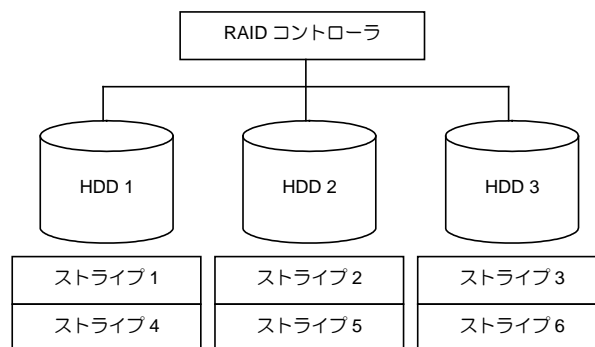 RAID コントローラ
HDD 1
HDD 2
HDD 3
ストライプ 1
ストライプ 2
ストライプ 3
ストライプ 4
ストライプ 5
ストライプ 6